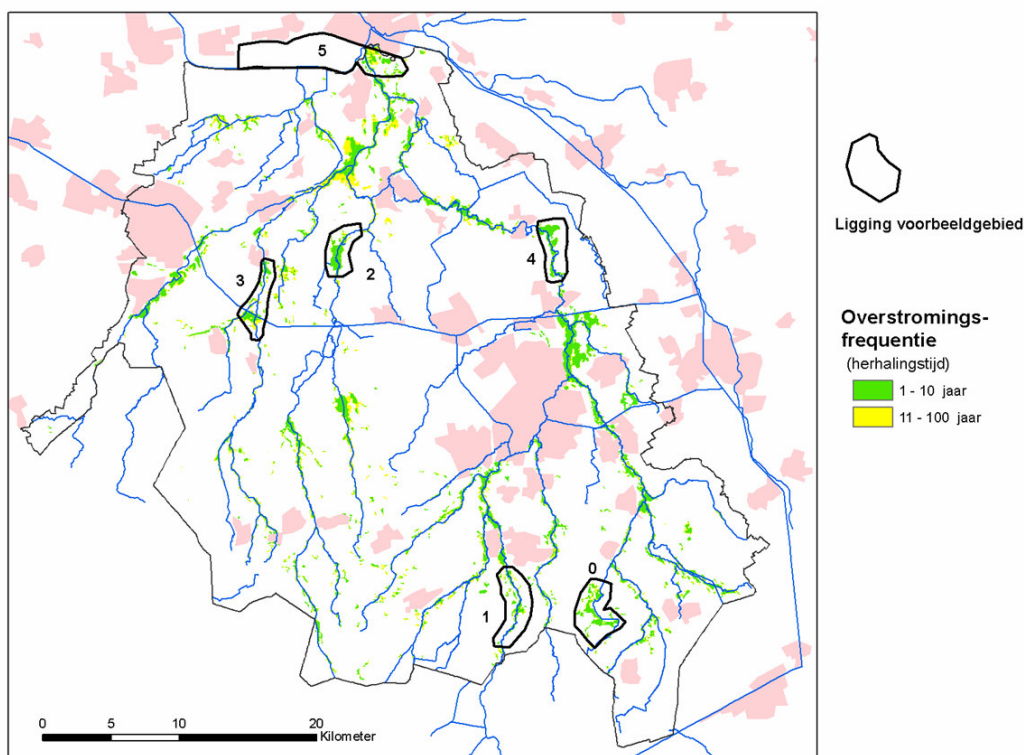 5
3
2
4
1
0
0 5 10 20
Kilometer
Ligging voorbeeldgebied
Overstromings-
frequentie
(herhalingstijd)
1 - 10 jaar
11 - 100 jaar